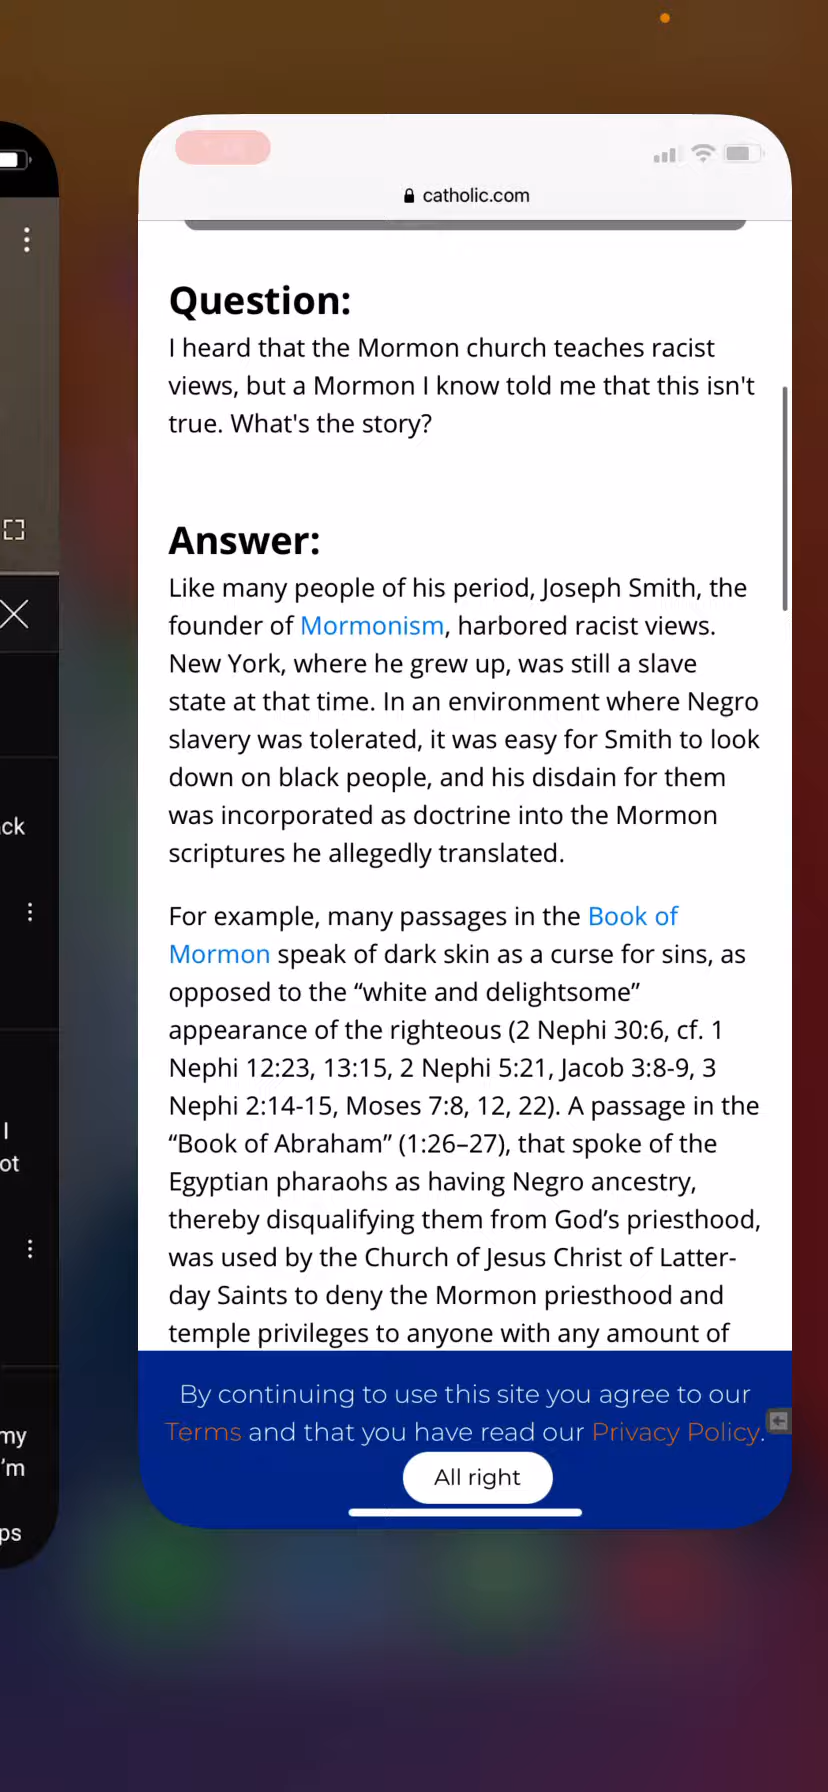 catholic.com
Question:
I heard that the Mormon church teaches racist
views, but a Mormon I know told me that this isn't
true. What's the story?
Answer:
Like many people of his period, Joseph Smith, the
founder of Mormonism, harbored racist views.
New York, where he grew up, was still a slave
state at that time. In an environment where Negro
slavery was tolerated, it was easy for Smith to look
down on black people, and his disdain for them
was incorporated as doctrine into the Mormon
scriptures he allegedly translated.
For example, many passages in the Book of
Mormon speak of dark skin as a curse for sins, as
opposed to the “white and delightsome”
appearance of the righteous (2 Nephi 30:6, cf. 1
Nephi 12:23, 13:15, 2 Nephi 5:21, Jacob 3:8-9, 3
Nephi 2:14-15, Moses 7:8, 12, 22). A passage in the
“Book of Abraham” (1:26–27), that spoke of the
Egyptian pharaohs as having Negro ancestry,
thereby disqualifying them from God’s priesthood,
was used by the Church of Jesus Christ of Latter-
day Saints to deny the Mormon priesthood and
temple privileges to anyone with any amount of
By continuing to use this site you agree to our
Terms and that you have read our Privacy Policy.
All right
ck
I
ot
my
'm
ps